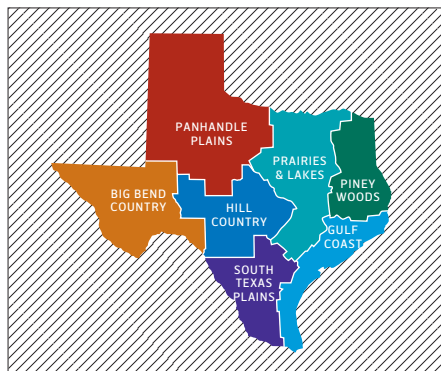 PANHANDLE
PLAINS
PRAIRIES
& LAKES
PINEY
WOODS
BIG BEND
COUNTRY
HILL
COUNTRY
GULF
COAST
SOUTH
TEXAS
PLAINS